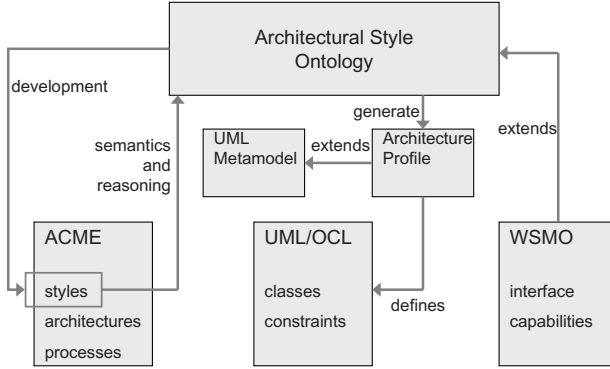 Architectural Style
Ontology
development
generate
extends
semantics
and
reasoning
UML
Metamodel
extends
Architecture
Profile
ACME
styles
architectures
processes
UML/OCL
classes
constraints
defines
WSMO
interface
capabilities